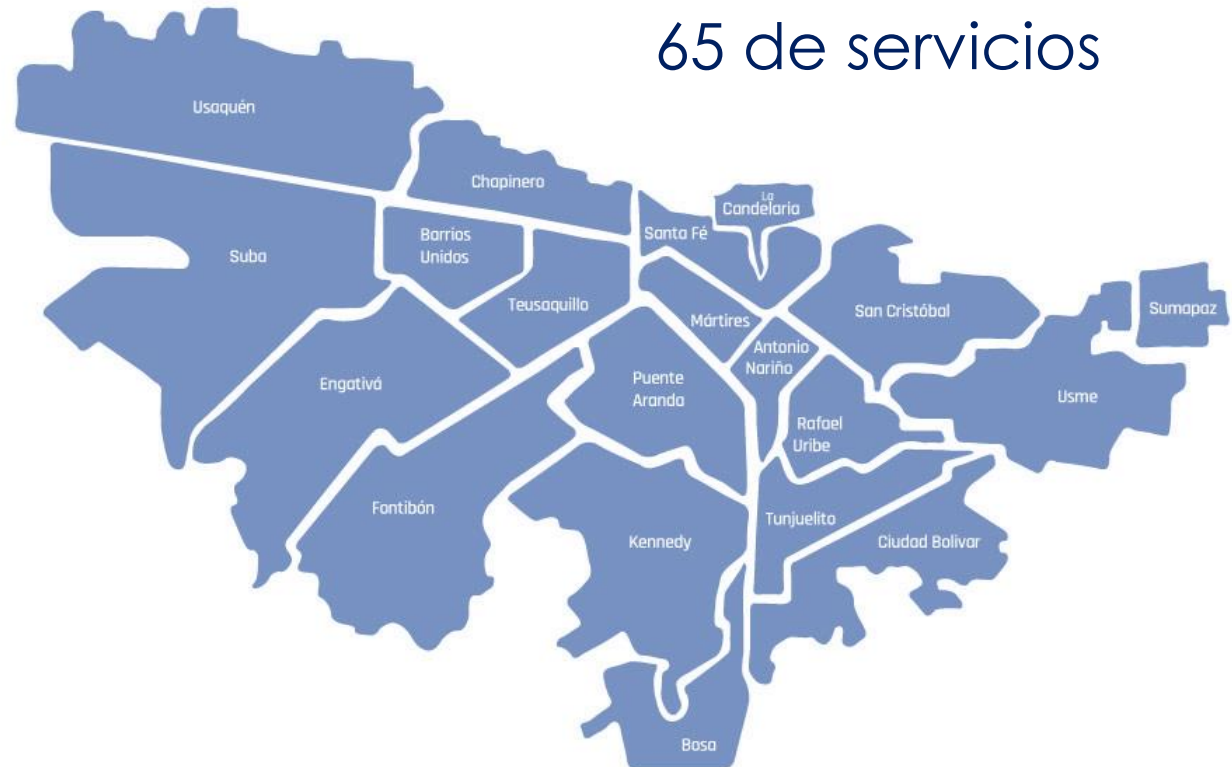 65 de servicios
Usaquén
Chapinero
La
Candelaria
Santa Fé
Barrios
Unidos
Suba
Teusaquillo
Mártires
San Cristóbal
Sumapaz
Antonio
Nariño
Engativá
Puente
Aranda
Usme
Rafael
Uribe
Fontibón
Tunjuelito
Kennedy
Ciudad Bolivar
Bosa